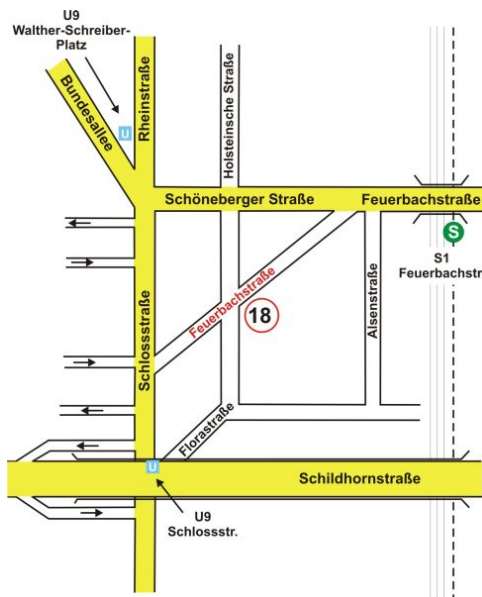 U9
Walther-Schreiber-
Platz
Bundesallee
U
Rheinstraße
Holsteinsche Straße
Schöneberger Straße
Feuerbachstraße
S
S1
Feuerbachstr
Feuerbachstraße
18
Alsenstraße
Schlossstraße
Florastraße
U
Schildhornstraße
U9
Schlossstr.